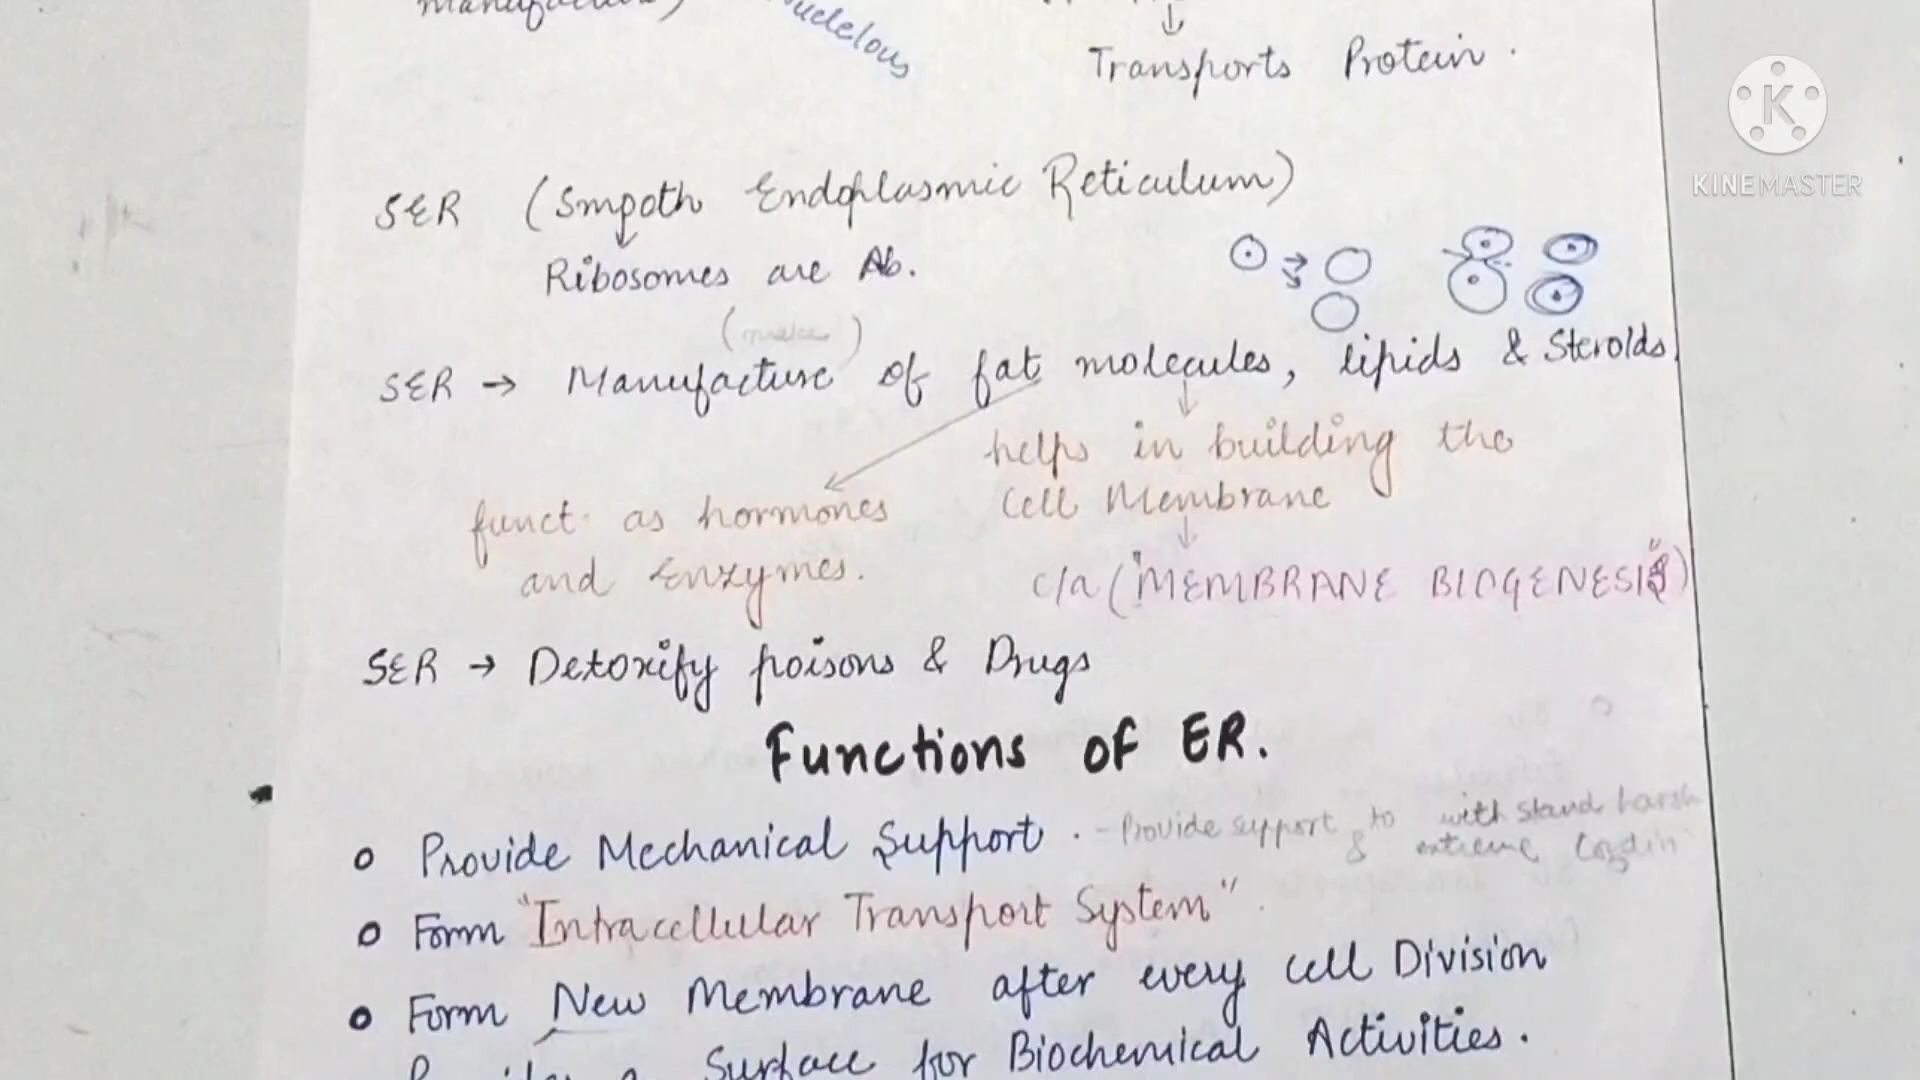 nucleolous
Transports Protein.
KINEMASTER
SER (Smooth Endoplasmic Reticulum)
Ribosomes are Ab.
(make)
SER → Manufacture of fat molecules, lipids & Steroids
helps in building the
Cell Membrane
funct. as hormones
and Enzymes.
c/a ("MEMBRANE BIOGENESIS")
SER → Detoxify poisons & Drugs
Functions of ER.
Provide Mechanical Support. - Provide support to with stand harsh
& extreme
Form "Intracellular Transport System".
Form New Membrane after every cell Division
a Surface for Biochemical Activities.